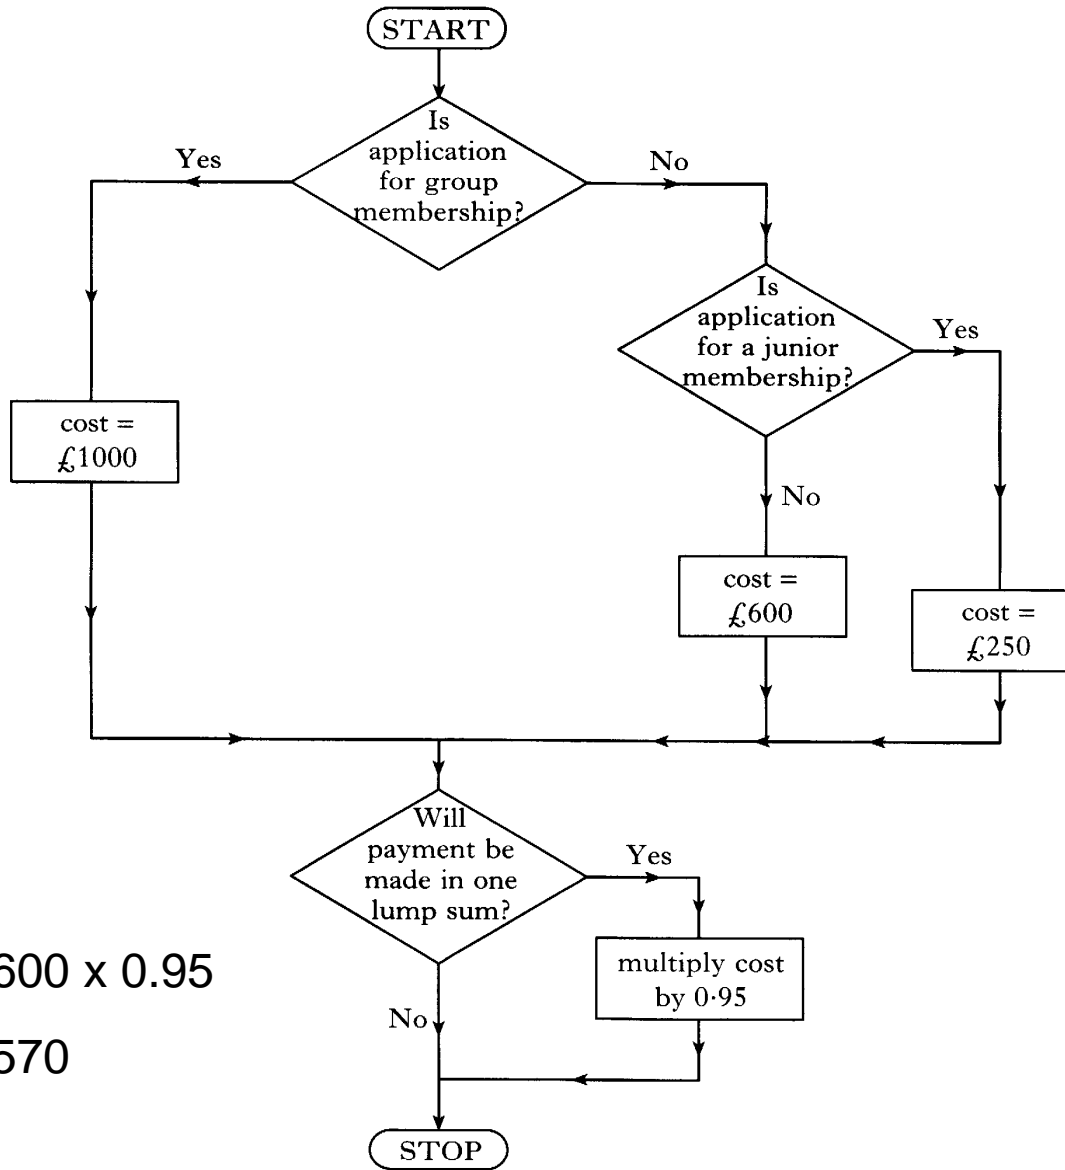 START
Is
application
for group
membership?
Yes
No
Is
application
for a junior
membership?
Yes
cost =
£1000
No
cost =
£600
cost =
£250
Will
payment be
made in one
lump sum?
Yes
600 x 0.95
multiply cost
by 0·95
No
570
STOP